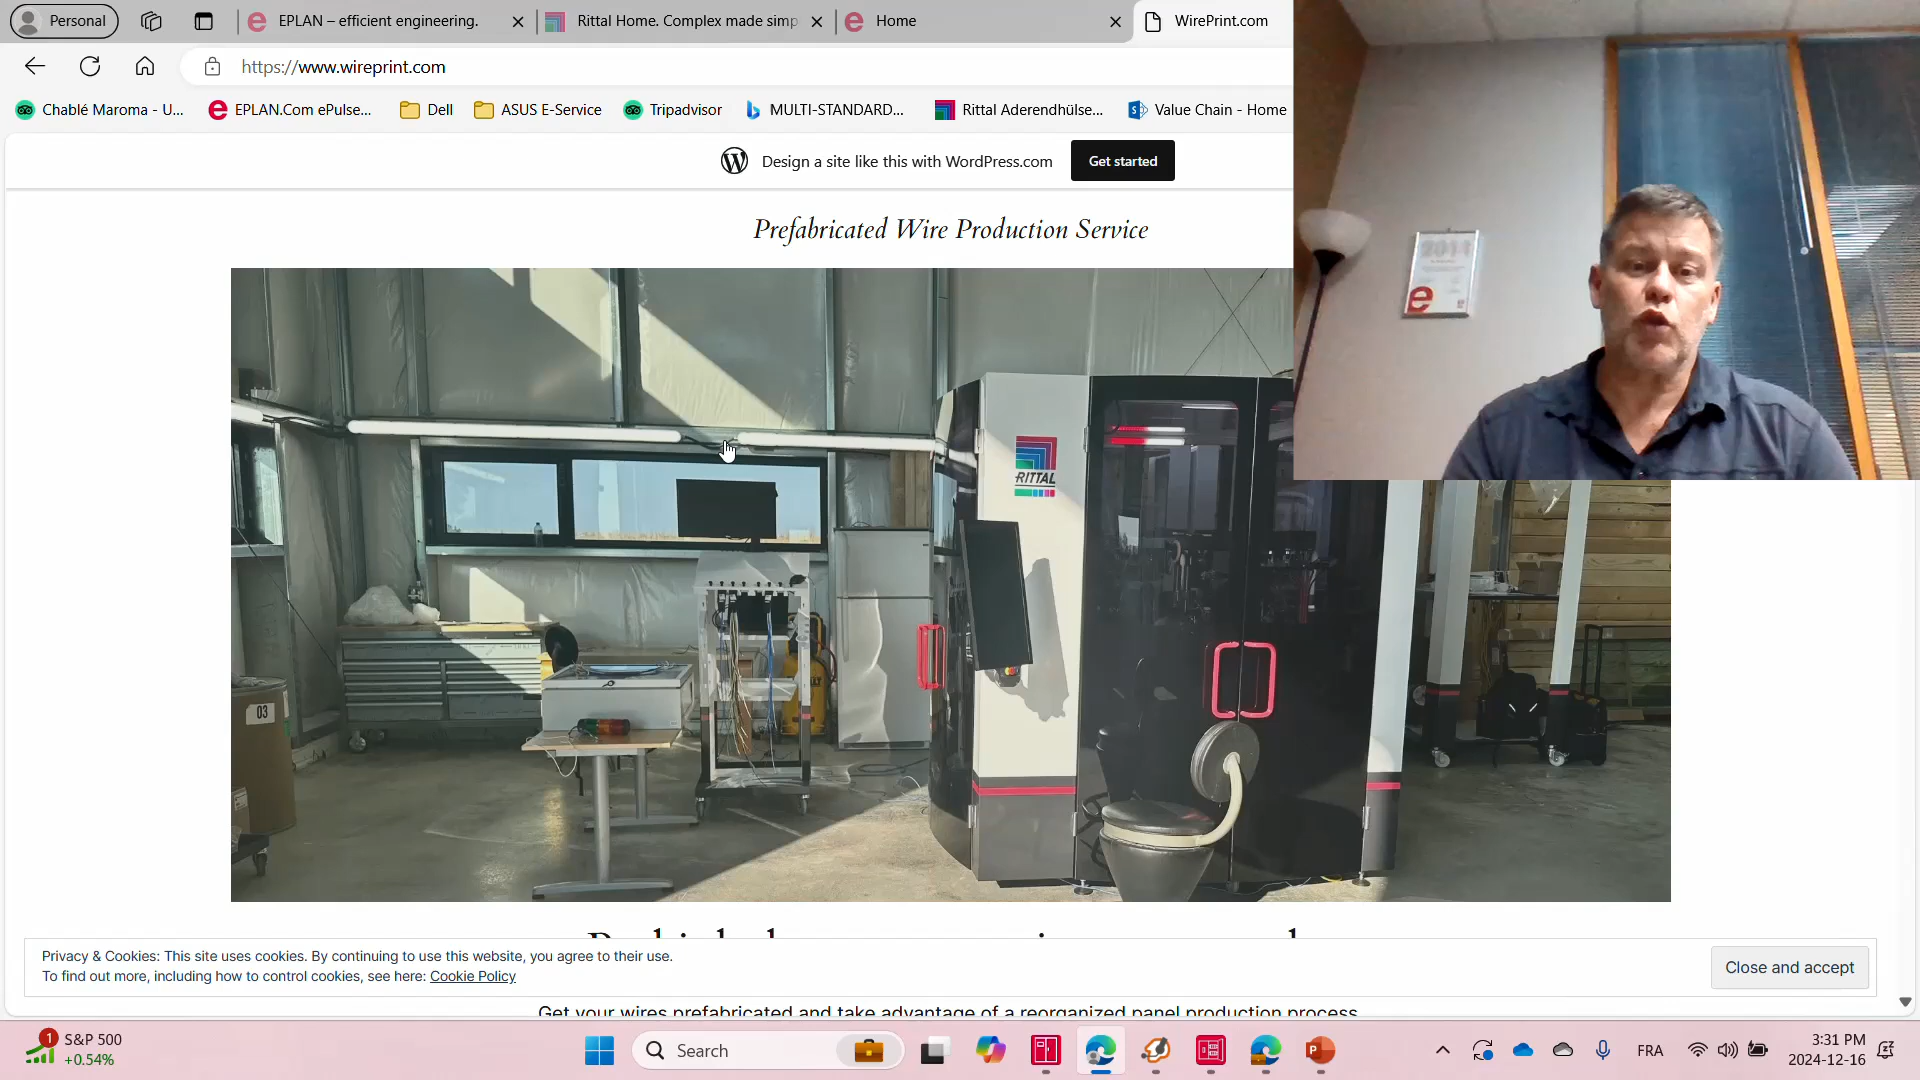 Personal
EPLAN – efficient engineering.
Rittal Home. Complex made simp
Home
WirePrint.com
https://www.wireprint.com
Chablé Maroma - U...
EPLAN.Com ePulse...
Dell
ASUS E-Service
Tripadvisor
MULTI-STANDARD...
Rittal Aderendhülse...
Value Chain - Home
Design a site like this with WordPress.com
Get started
Prefabricated Wire Production Service
2011
RITTAL
03
Privacy & Cookies: This site uses cookies. By continuing to use this website, you agree to their use.
To find out more, including how to control cookies, see here: Cookie Policy
Close and accept
Get your wires prefabricated and take advantage of a reorganized panel production process
1
S&P 500
+0.54%
Search
FRA
3:31 PM
2024-12-16